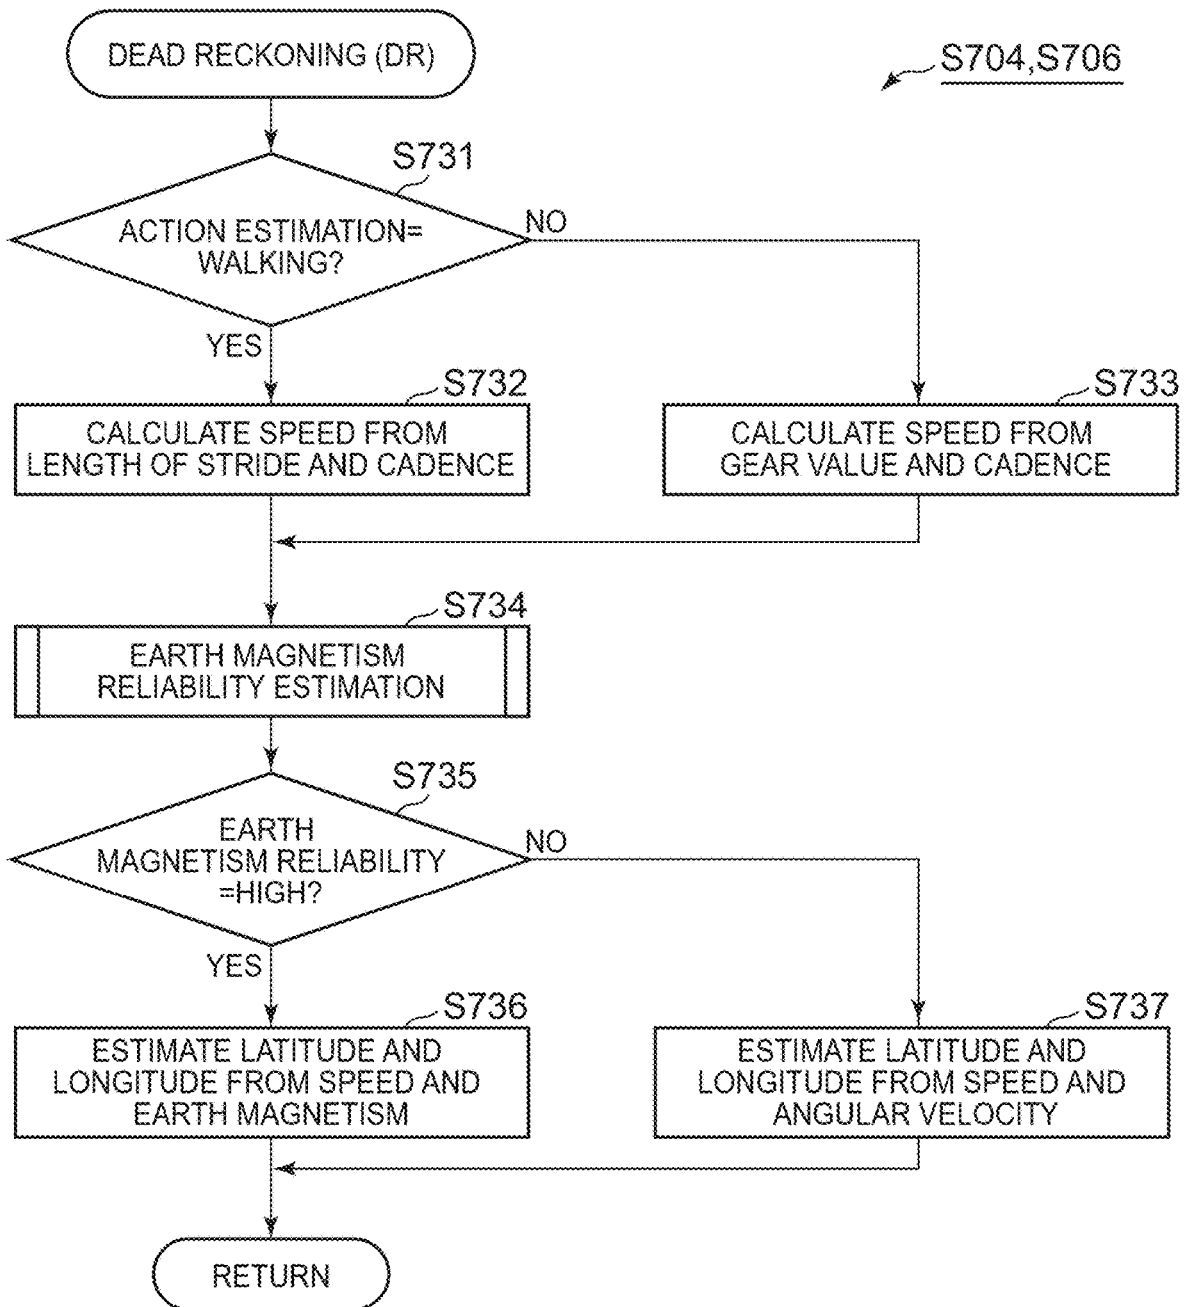 DEAD RECKONING (DR)
S704,S706
S731
ACTION ESTIMATION=
WALKING?
NO
YES
S732
CALCULATE SPEED FROM
LENGTH OF STRIDE AND CADENCE
S733
CALCULATE SPEED FROM
GEAR VALUE AND CADENCE
S734
EARTH MAGNETISM
RELIABILITY ESTIMATION
S735
EARTH
MAGNETISM RELIABILITY
=HIGH?
NO
YES
S736
ESTIMATE LATITUDE AND
LONGITUDE FROM SPEED AND
EARTH MAGNETISM
S737
ESTIMATE LATITUDE AND
LONGITUDE FROM SPEED AND
ANGULAR VELOCITY
RETURN